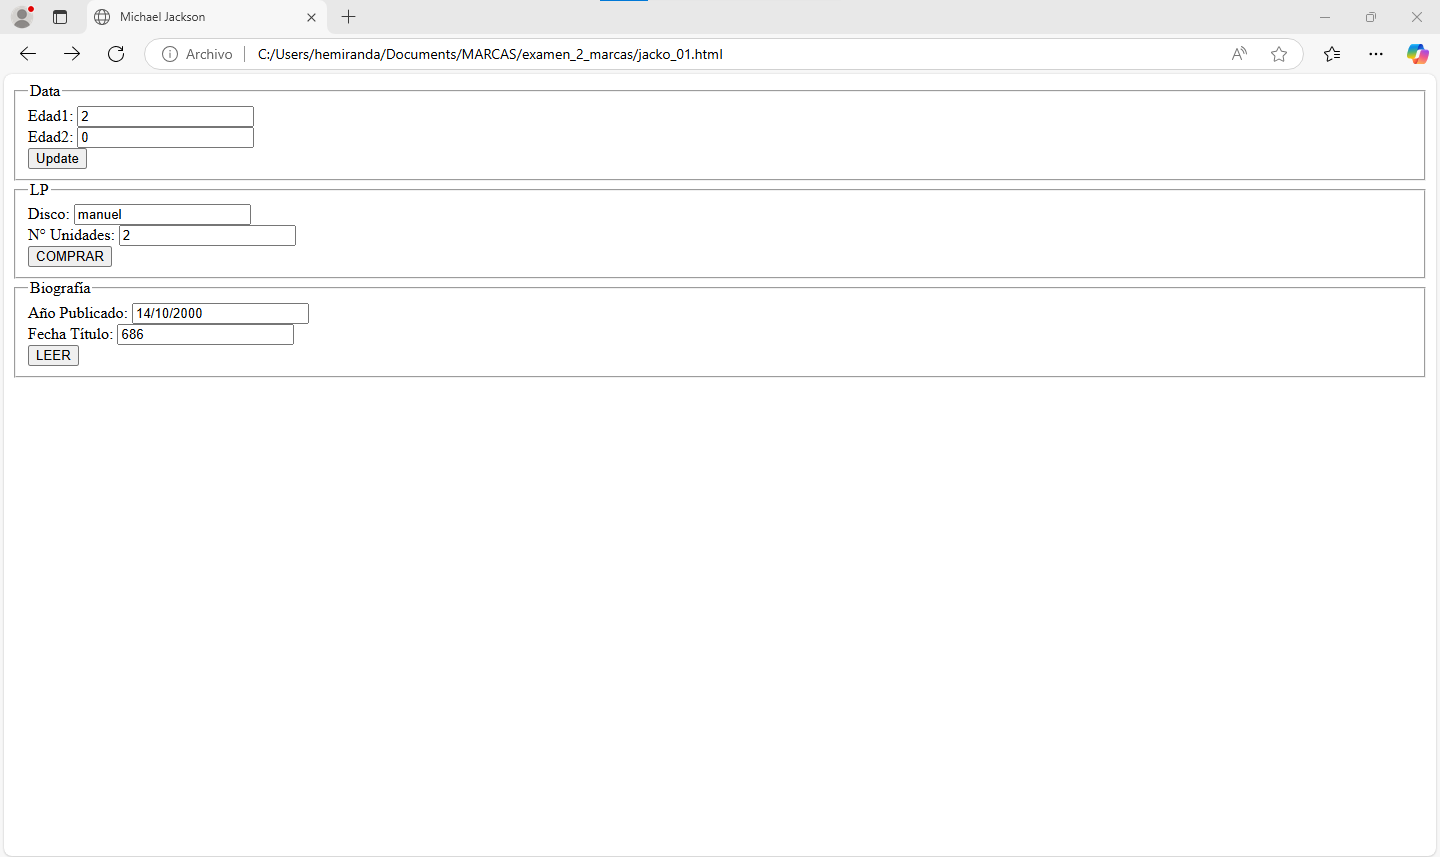 Michael Jackson
Archivo C:/Users/hemiranda/Documents/MARCAS/examen_2_marcas/jacko_01.html
Data
Edad1: 2
Edad2: 0
Update
LP
Disco: manuel
N° Unidades: 2
COMPRAR
Biografía
Año Publicado: 14/10/2000
Fecha Título: 686
LEER